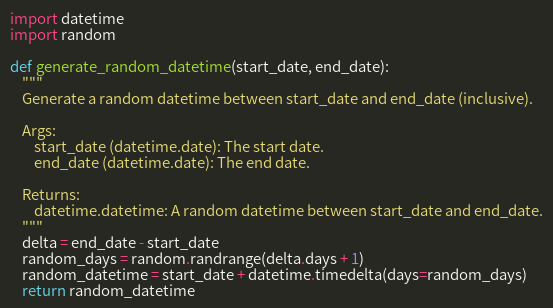 import datetime
import random

def generate_random_datetime(start_date, end_date):
    """
    Generate a random datetime between start_date and end_date (inclusive).

    Args:
        start_date (datetime.date): The start date.
        end_date (datetime.date): The end date.

    Returns:
        datetime.datetime: A random datetime between start_date and end_date.
    """
    delta = end_date - start_date
    random_days = random.randrange(delta.days + 1)
    random_datetime = start_date + datetime.timedelta(days=random_days)
    return random_datetime